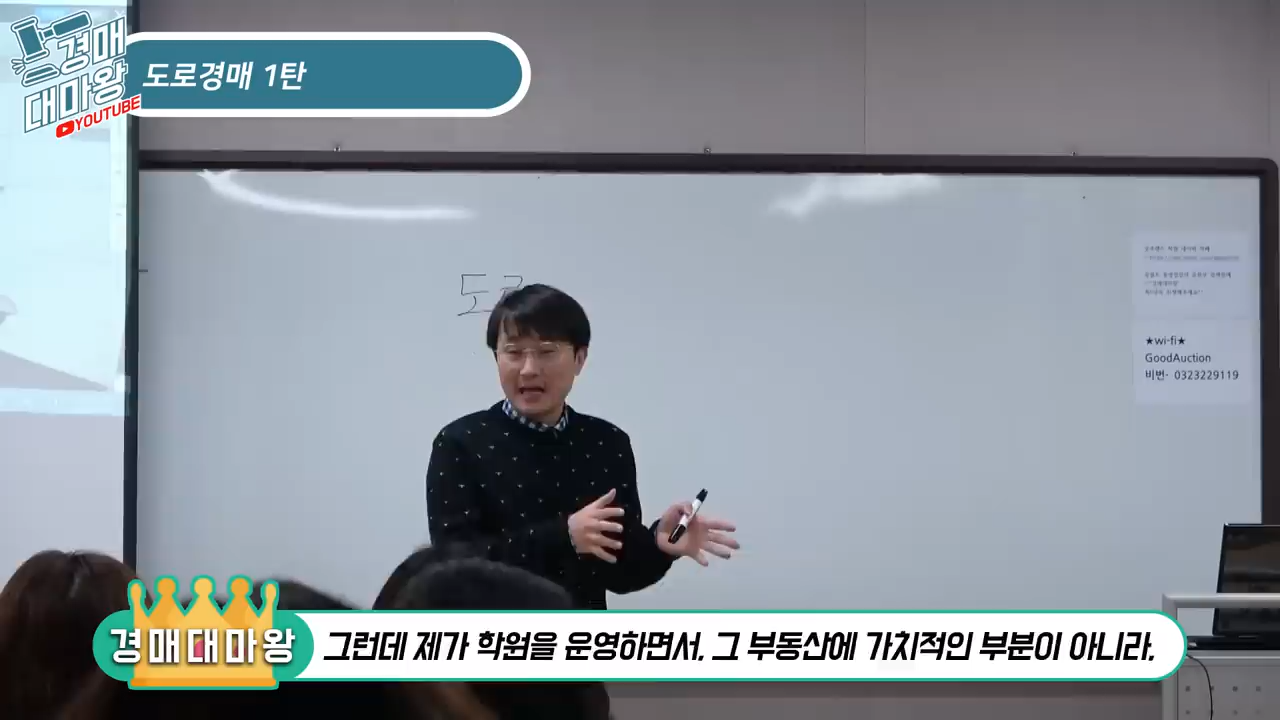 경매
대마왕
YOUTUBE
도로경매 1탄
도로
★wi-fi★
GoodAuction
비번- 0323229119
경매대마왕
그런데 제가 학원을 운영하면서, 그 부동산에 가치적인 부분이 아니라,